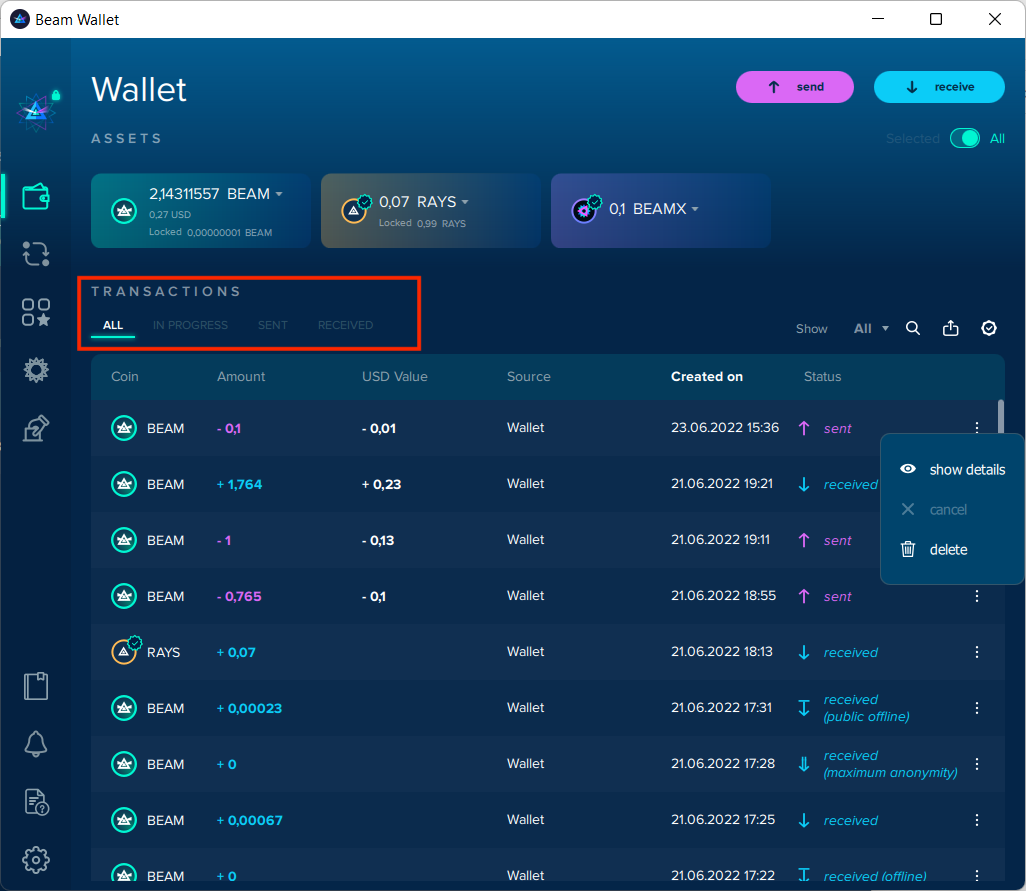 Beam Wallet
Wallet
send
receive
ASSETS
Selected
All
2,14311557 BEAM
0,27 USD
Locked 0,00000001 BEAM
0,07 RAYS
Locked 0,99 RAYS
0,1 BEAMX
TRANSACTIONS
ALL IN PROGRESS SENT RECEIVED
Show All
Coin Amount USD Value Source Created on Status
BEAM - 0,1 - 0,01 Wallet 23.06.2022 15:36 sent
BEAM + 1,764 + 0,23 Wallet 21.06.2022 19:21 received
BEAM - 1 - 0,13 Wallet 21.06.2022 19:11 sent
BEAM - 0,765 - 0,1 Wallet 21.06.2022 18:55 sent
show details
cancel
delete
RAYS + 0,07 Wallet 21.06.2022 18:13 received
BEAM + 0,00023 Wallet 21.06.2022 17:31 received
(public offline)
BEAM + 0 Wallet 21.06.2022 17:28 received
(maximum anonymity)
BEAM + 0,00067 Wallet 21.06.2022 17:25 received
BEAM + 0 Wallet 21.06.2022 17:22 received (offline)